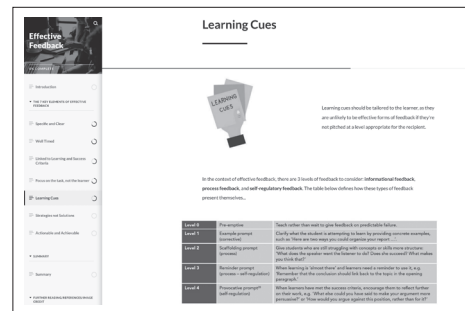 Effective
Feedback
Introduction
THE FIRST ELEMENTS OF EFFECTIVE
FEEDBACK
Specific and Clear
Well Timed
Linked to Learning and Success
Criteria
Focus on the task, not the learner
Learning Cues
Strategies not Solutions
Actionable and Achievable
SUMMARY
Summary
FURTHER READING/REFERENCES/IMAGE
CREDIT
Learning Cues
LEARNING
CUES
Learning cues should be tailored to the learner, as they
are unlikely to be effective forms of feedback if they're
not pitched at a level appropriate for the recipient.
In the context of effective feedback, there are 3 levels of feedback to consider: informational feedback,
process feedback, and self-regulatory feedback. The table below defines how these types of feedback
present themselves...
Level 0 Pre-emptive Teach rather than wait to give feedback on predictable failure.
Level 1 Example prompt Clarify what the student is attempting to learn by providing concrete examples,
(corrective) such as 'Here are two ways you could organise your report ...'
Level 2 Scaffolding prompt Give students who are still struggling with concepts or skills more structure.
(process) 'What does the speaker want the listener to do? Does she succeed? What makes
you think that?'
Level 3 Reminder prompt When learning is 'almost there' and learners need a reminder to use it, e.g.
(process – self-regulation) 'Remember that the conclusion should link back to the topic in the opening
paragraph.'
Level 4 Provocative prompt When learners have met the success criteria, encourage them to reflect further
(self-regulation) on their work, e.g. 'What else could you have said to make your argument more
persuasive?' or 'How would you argue against this position, rather than for it?'